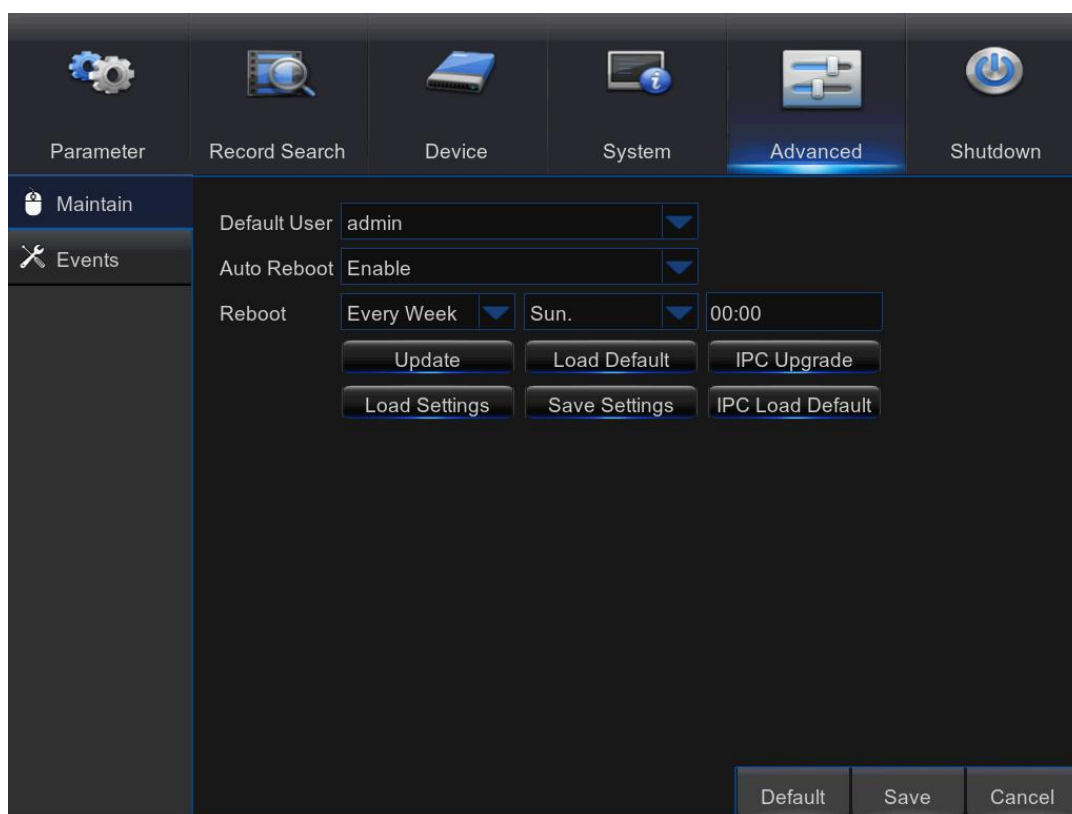 Parameter Record Search Device System Advanced Shutdown
Maintain
Events
Default User admin
Auto Reboot Enable
Reboot Every Week Sun. 00:00
Update Load Default IPC Upgrade
Load Settings Save Settings IPC Load Default
Default Save Cancel